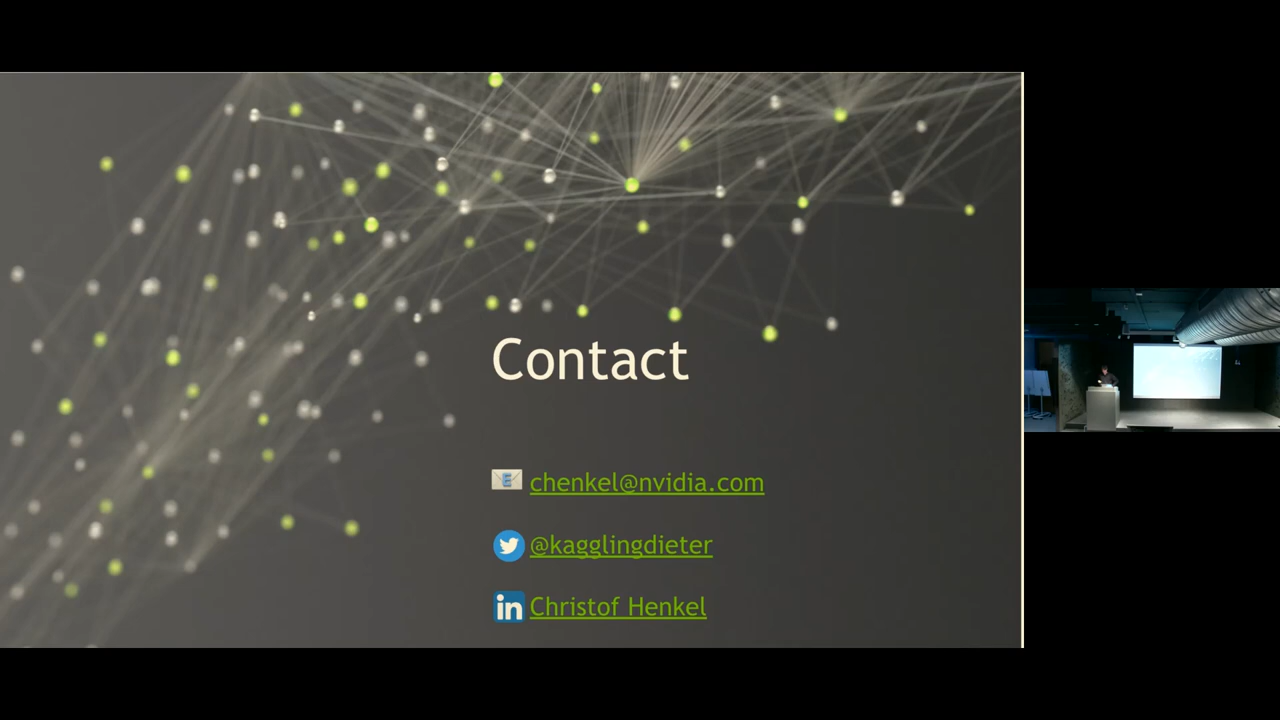 Contact
chenkel@nvidia.com
@kagglingdieter
Christof Henkel